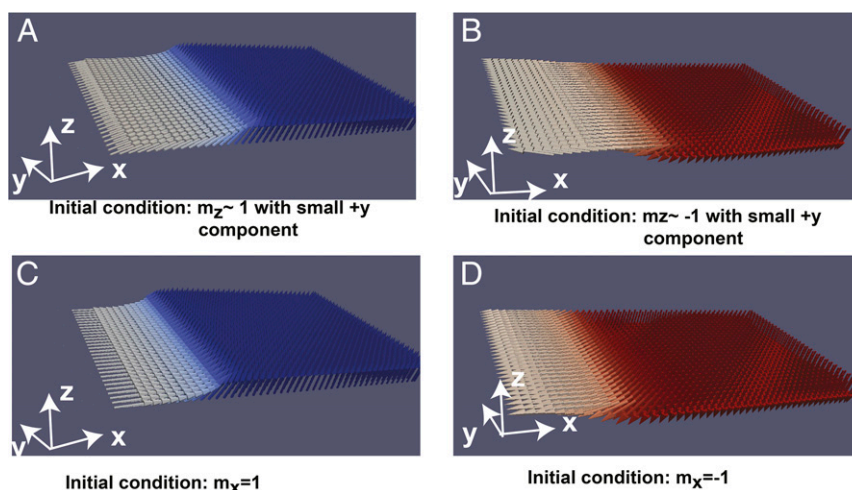 A
B
z
y
x
z
y
x
Initial condition: mz~ 1 with small +y
component
Initial condition: mz~ -1 with small +y
component
C
D
z
y
x
z
y
x
Initial condition: mx=1
Initial condition: mx=-1